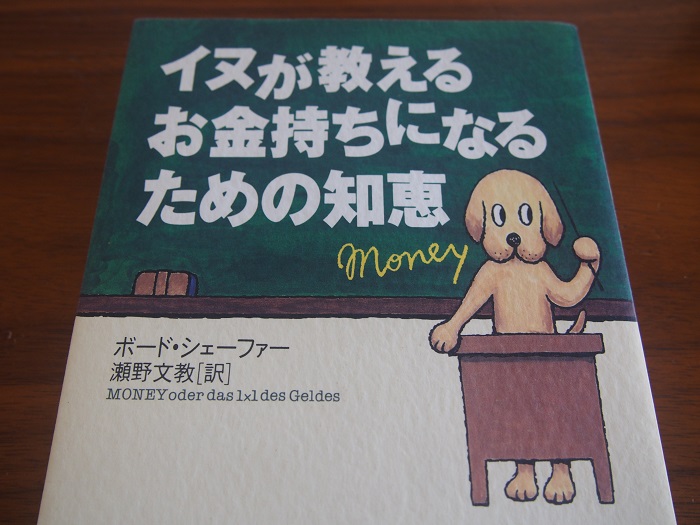 イヌが教える
お金持ちになる
ための知恵
money
ボード・シェーファー
瀬野文教[訳]
MONEY oder das 1x1 des Geldes